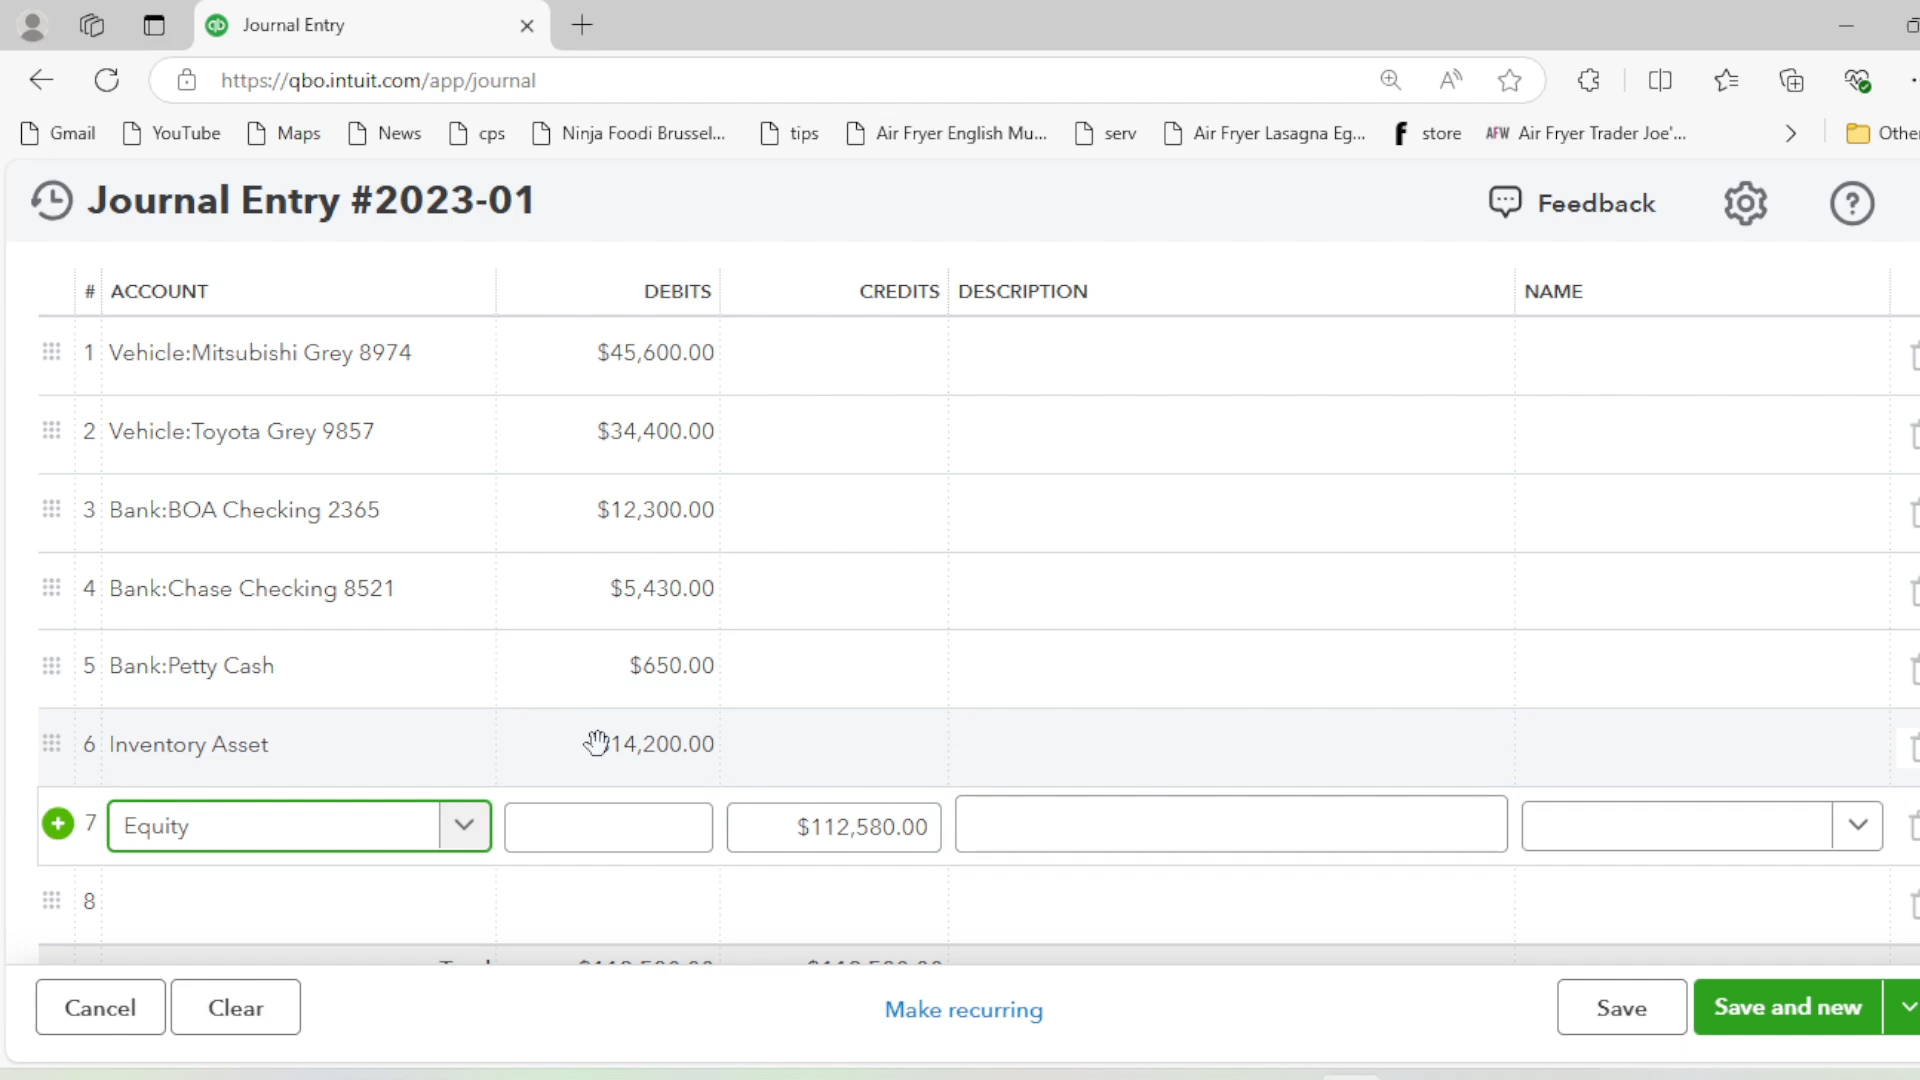 Journal Entry
https://qbo.intuit.com/app/journal
Gmail YouTube Maps News cps Ninja Foodi Brussel... tips Air Fryer English Mu... serv Air Fryer Lasagna Eg... f store AFW Air Fryer Trader Joe'... Other
Journal Entry #2023-01 Feedback
# ACCOUNT DEBITS CREDITS DESCRIPTION NAME
1 Vehicle:Mitsubishi Grey 8974 $45,600.00
2 Vehicle:Toyota Grey 9857 $34,400.00
3 Bank:BOA Checking 2365 $12,300.00
4 Bank:Chase Checking 8521 $5,430.00
5 Bank:Petty Cash $650.00
6 Inventory Asset 14,200.00
7 Equity $112,580.00
8
Cancel Clear Make recurring Save Save and new